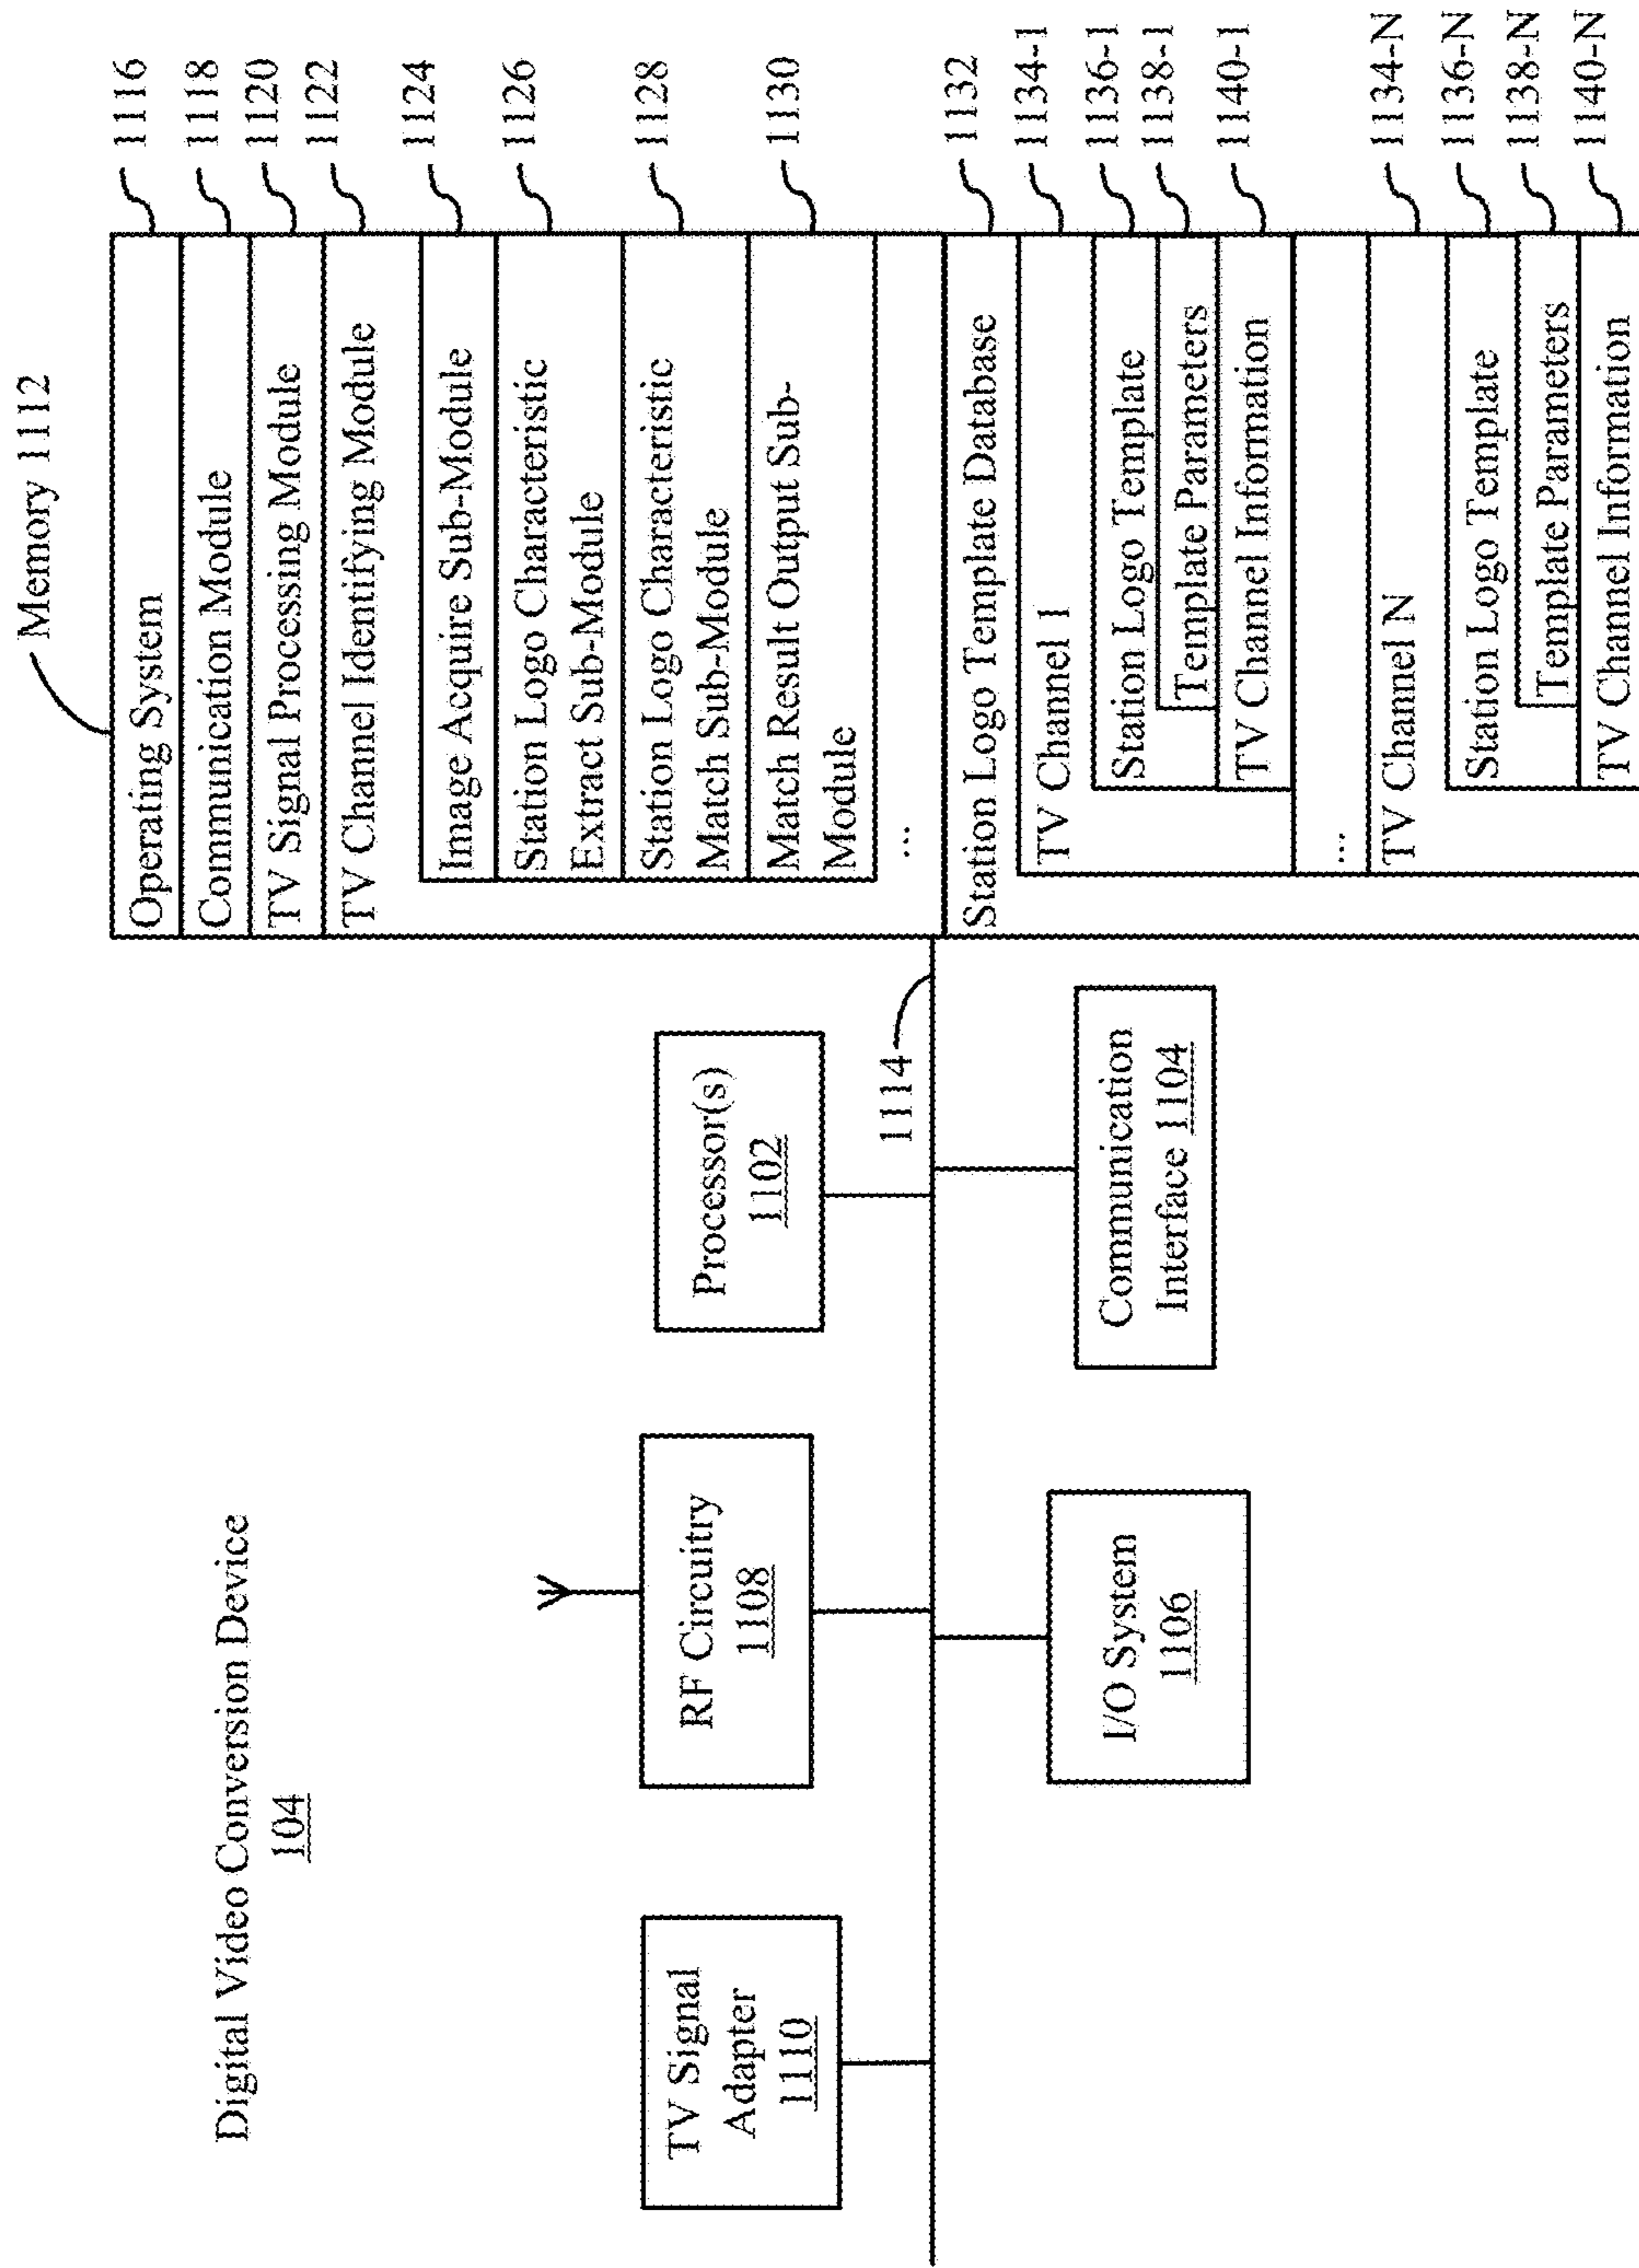 Digital Video Conversion Device
104
TV Signal
Adapter
1110
RF Circuitry
1108
Processor(s)
1102
I/O System
1106
Communication
Interface 1104
1114
Memory 1112
Operating System
1116
Communication Module
1118
TV Signal Processing Module
1120
TV Channel Identifying Module
1122
Image Acquire Sub-Module
1124
Station Logo Characteristic
Extract Sub-Module
1126
Station Logo Characteristic
Match Sub-Module
1128
Match Result Output Sub-
Module
1130
...
Station Logo Template Database
1132
TV Channel 1
1134-1
Station Logo Template
1136-1
Template Parameters
1138-1
TV Channel Information
1140-1
...
TV Channel N
1134-N
Station Logo Template
1136-N
Template Parameters
1138-N
TV Channel Information
1140-N